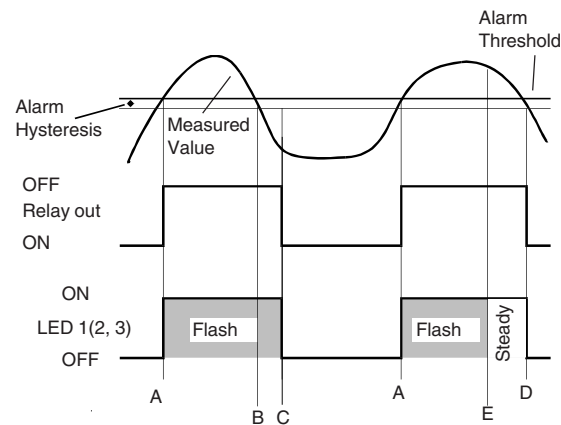 Alarm
Threshold
Alarm
Hysteresis
Measured
Value
OFF
Relay out
ON
ON
LED 1(2, 3)
OFF
Flash
Flash
Steady
A
B
C
A
E
D